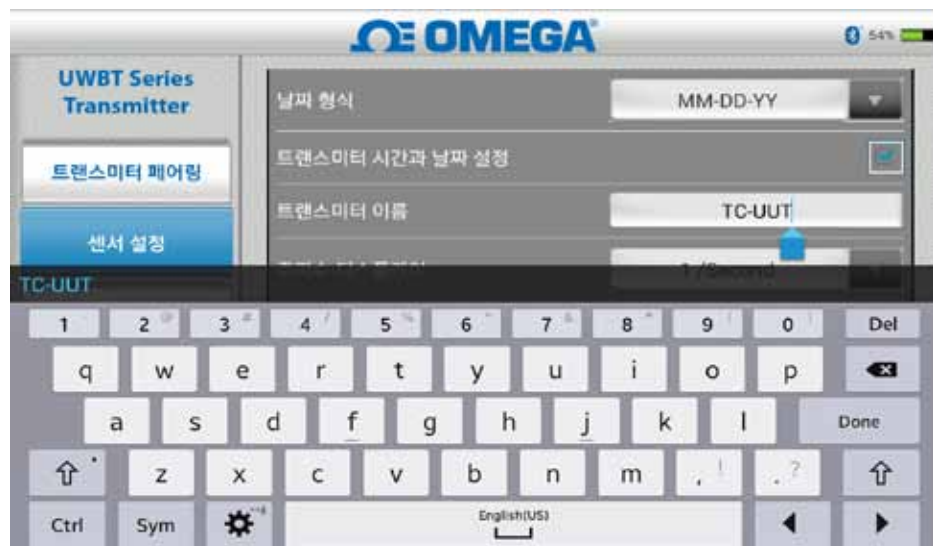 OMEGA
54%
UWBT Series
Transmitter
날짜 형식
MM-DD-YY
트랜스미터 페어링
트랜스미터 시간과 날짜 설정
트랜스미터 이름
TC-UUT
센서 설정
1 /Second
TC-UUT
1 2 3 4 5 6 7 8 9 0 Del
q w e r t y u i o p
a s d f g h j k l Done
z x c v b n m , ! . ?
Ctrl Sym English(US)